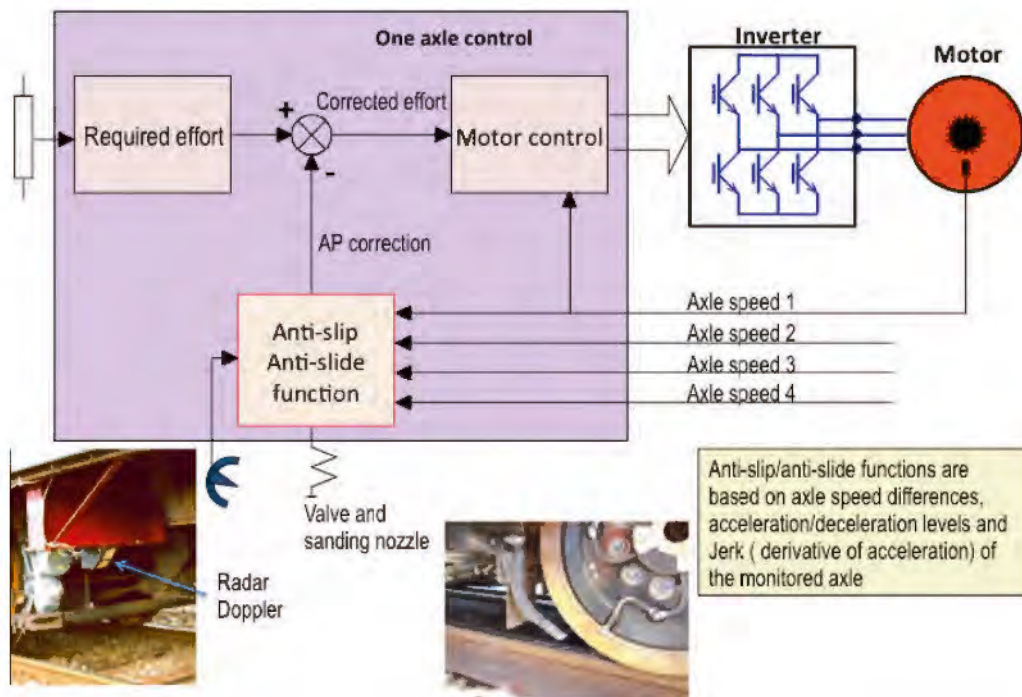 One axle control
Inverter
Motor
Required effort
+
Corrected effort
Motor control
-
AP correction
Anti-slip
Anti-slide
function
Axle speed 1
Axle speed 2
Axle speed 3
Axle speed 4
Valve and
sanding nozzle
Radar
Doppler
Anti-slip/anti-slide functions are
based on axle speed differences,
acceleration/deceleration levels and
Jerk ( derivative of acceleration) of
the monitored axle